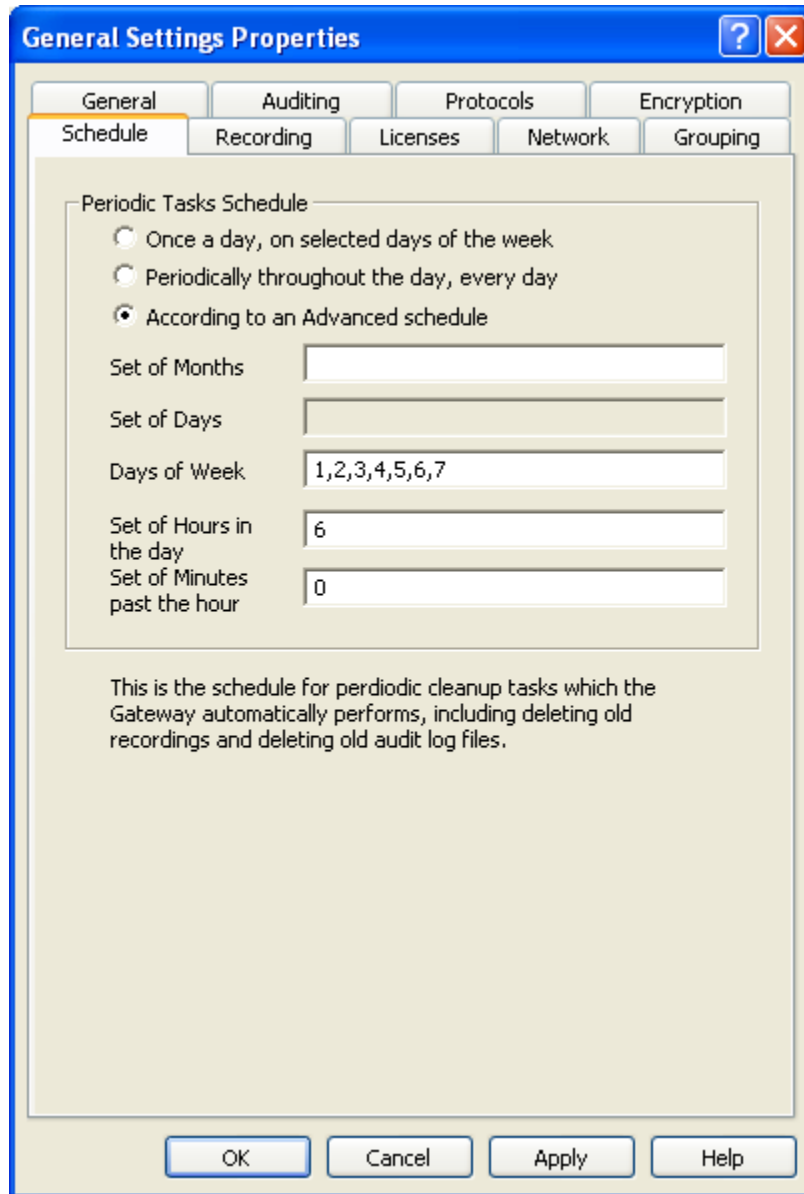 General Settings Properties
General Auditing Protocols Encryption
Schedule Recording Licenses Network Grouping
Periodic Tasks Schedule
Once a day, on selected days of the week
Periodically throughout the day, every day
According to an Advanced schedule
Set of Months
Set of Days
Days of Week 1,2,3,4,5,6,7
Set of Hours in
the day
6
Set of Minutes
past the hour
0
This is the schedule for perdiodic cleanup tasks which the
Gateway automatically performs, including deleting old
recordings and deleting old audit log files.
OK Cancel Apply Help